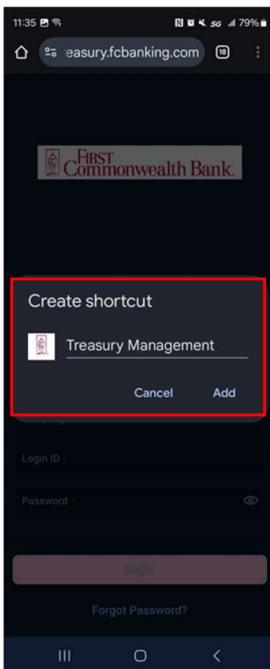 11:35 5G 79%
reasury.fcbanking.com 18
FIRST
COMMONWEALTH BANK.
Create shortcut
Treasury Management
Cancel Add
Login ID
Password
Login
Forgot Password?